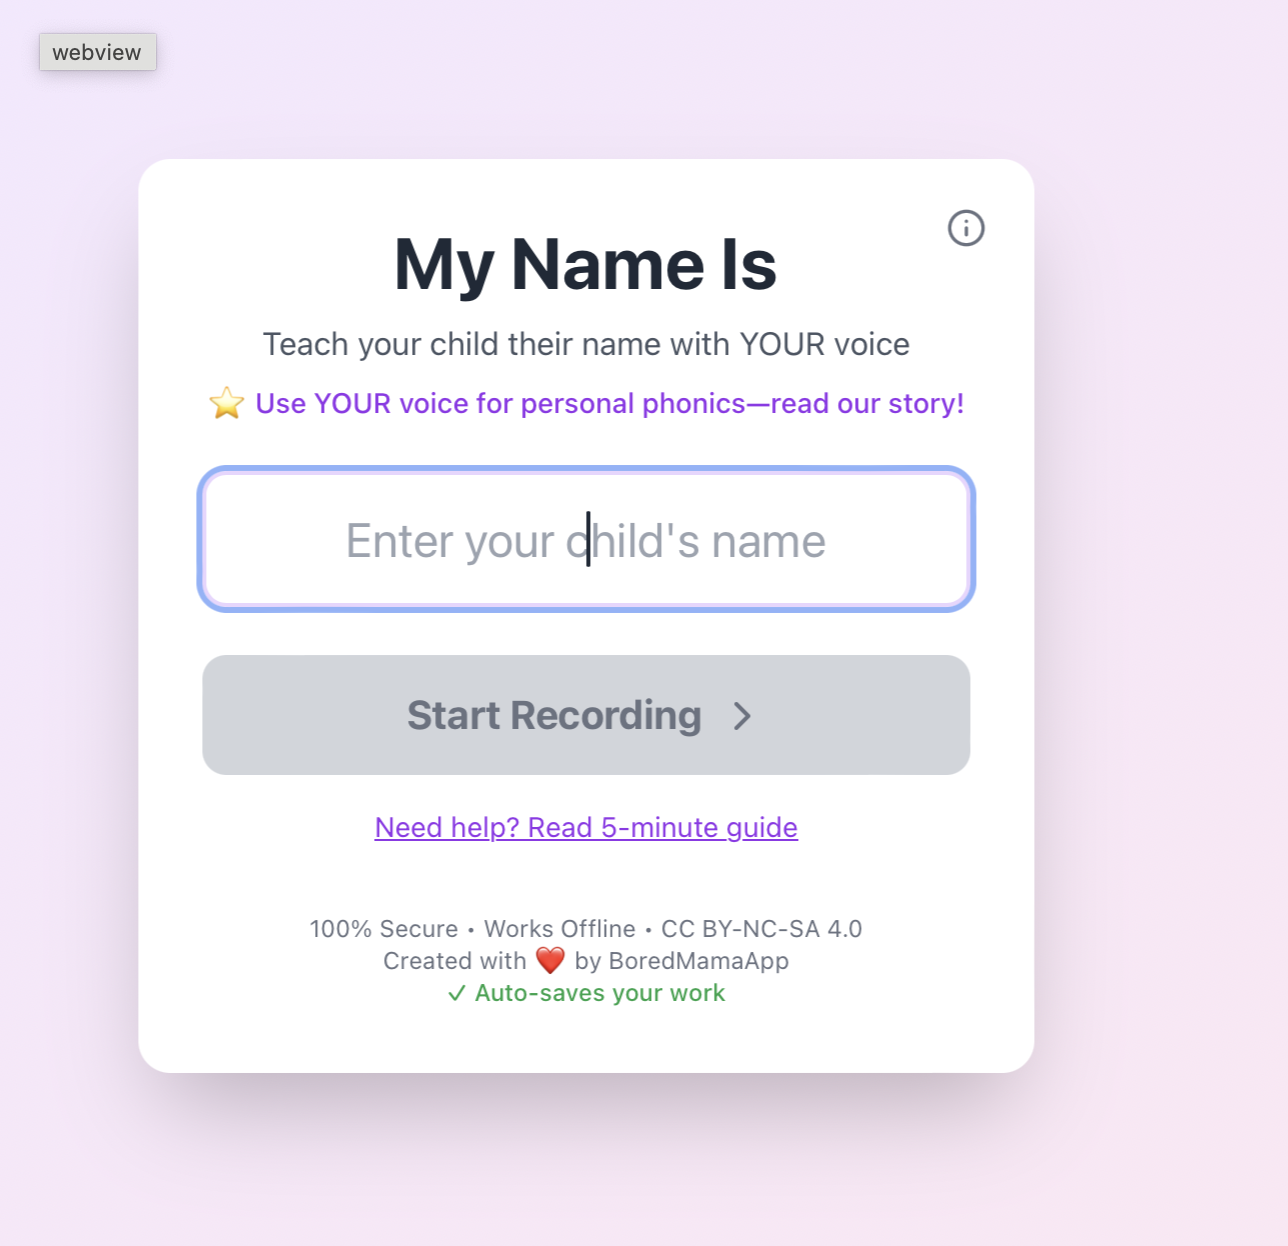 webview
My Name Is
Teach your child their name with YOUR voice
⭐ Use YOUR voice for personal phonics—read our story!
Enter your child's name
Start Recording >
Need help? Read 5-minute guide
100% Secure • Works Offline • CC BY-NC-SA 4.0
Created with ❤️ by BoredMamaApp
✓ Auto-saves your work